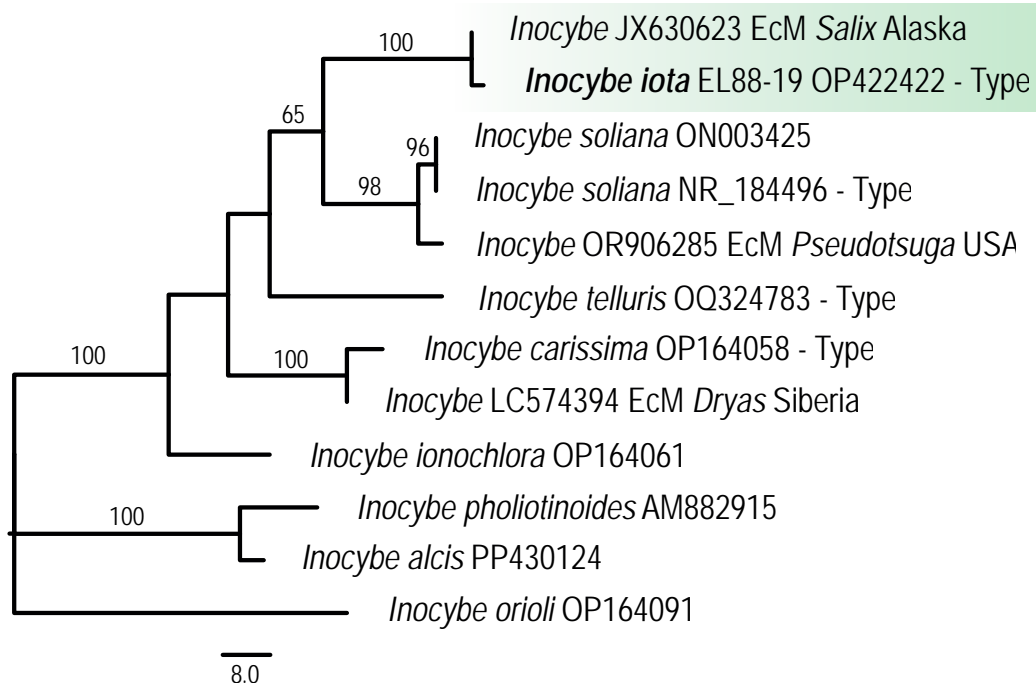 100
Inocybe JX630623 EcM Salix Alaska
Inocybe iota EL88-19 OP422422 - Type
65
Inocybe soliana ON003425
96
98
Inocybe soliana NR_184496 - Type
Inocybe OR906285 EcM Pseudotsuga USA
Inocybe telluris OQ324783 - Type
100
Inocybe carissima OP164058 - Type
100
Inocybe LC574394 EcM Dryas Siberia
Inocybe ionochlora OP164061
Inocybe pholiotinoides AM882915
100
Inocybe alcis PP430124
Inocybe orioli OP164091
8.0